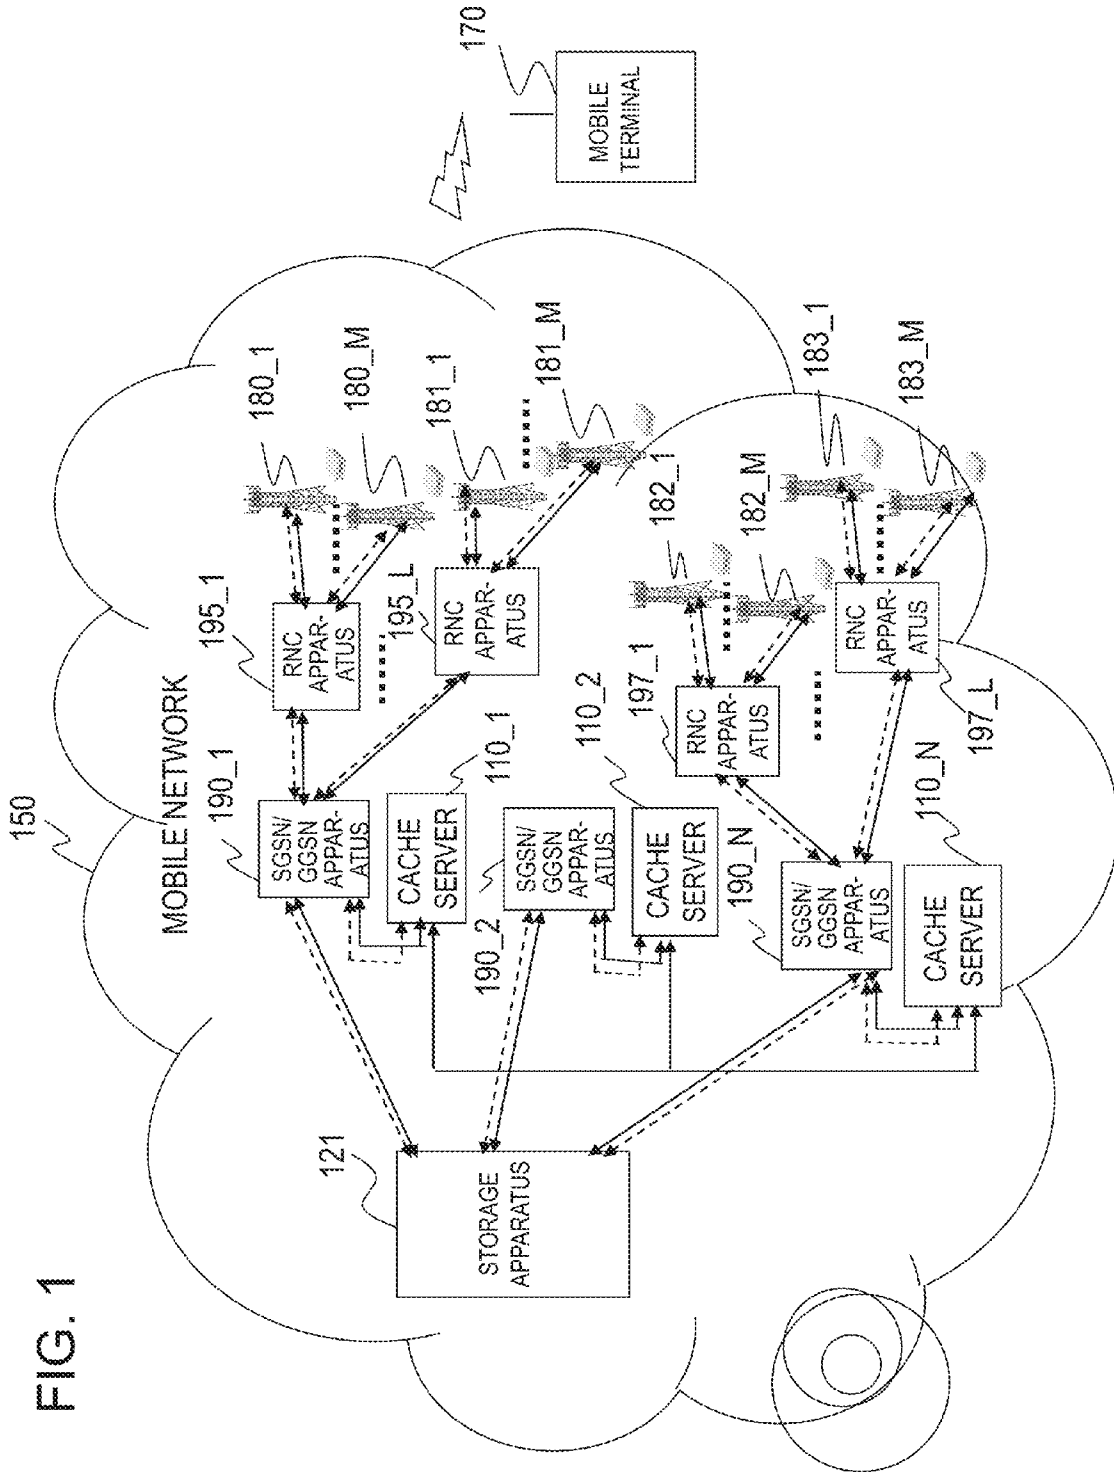 FIG. 1
150
MOBILE NETWORK
121
STORAGE
APPARATUS
190_1
SGSN/
GGSN
APPAR-
ATUS
CACHE
SERVER
110_1
190_2
SGSN/
GGSN
APPAR-
ATUS
CACHE
SERVER
110_2
190_N
SGSN/
GGSN
APPAR-
ATUS
CACHE
SERVER
110_N
195_1
RNC
APPAR-
ATUS
195_L
RNC
APPAR-
ATUS
197_1
RNC
APPAR-
ATUS
197_L
RNC
APPAR-
ATUS
180_1
180_M
181_1
181_M
182_1
182_M
183_1
183_M
170
MOBILE
TERMINAL